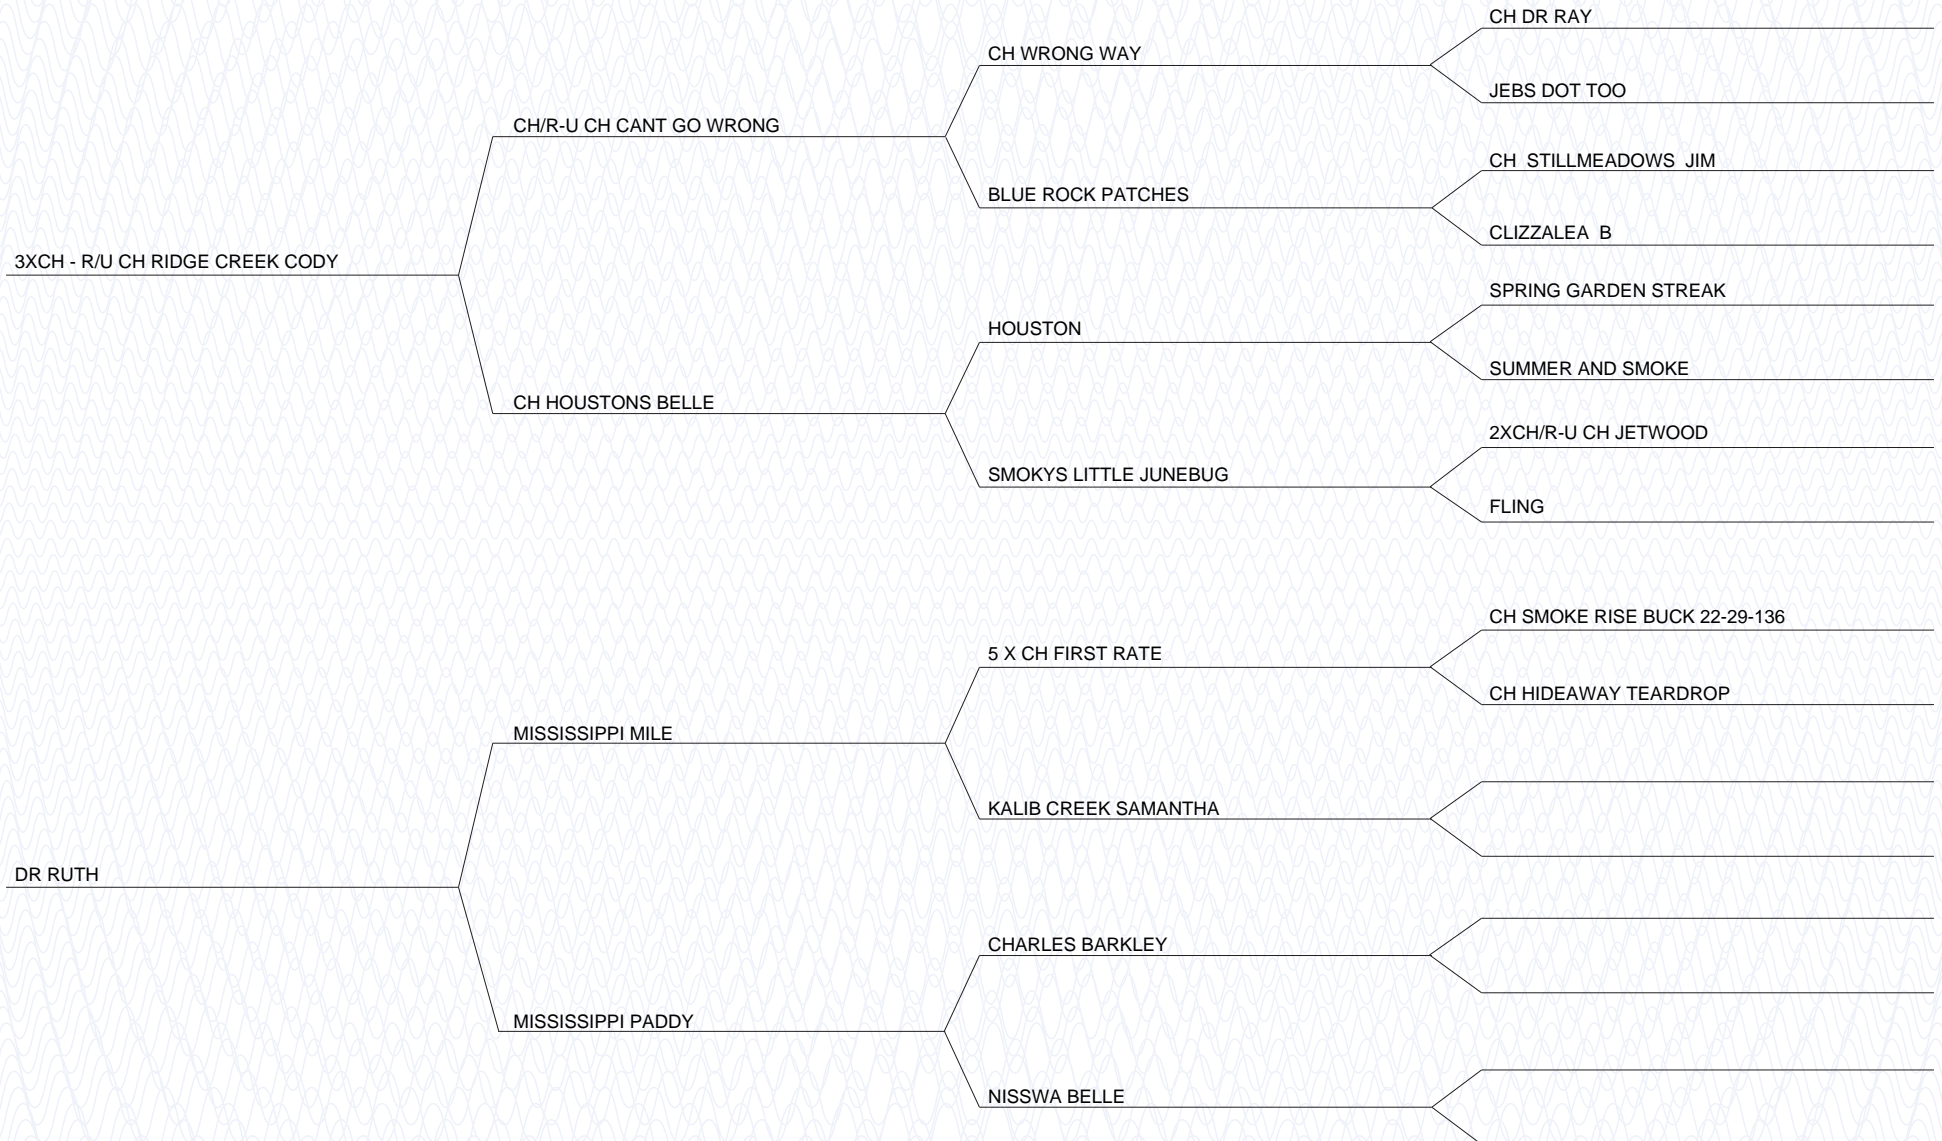 CH DR RAY
CH WRONG WAY
JEBS DOT TOO
CH/R-U CH CANT GO WRONG
CH  STILLMEADOWS  JIM
BLUE ROCK PATCHES
CLIZZALEA  B
3XCH - R/U CH RIDGE CREEK CODY
SPRING GARDEN STREAK
HOUSTON
SUMMER AND SMOKE
CH HOUSTONS BELLE
2XCH/R-U CH JETWOOD
SMOKYS LITTLE JUNEBUG
FLING
CH SMOKE RISE BUCK 22-29-136
5 X CH FIRST RATE
CH HIDEAWAY TEARDROP
MISSISSIPPI MILE
KALIB CREEK SAMANTHA
DR RUTH
CHARLES BARKLEY
MISSISSIPPI PADDY
NISSWA BELLE